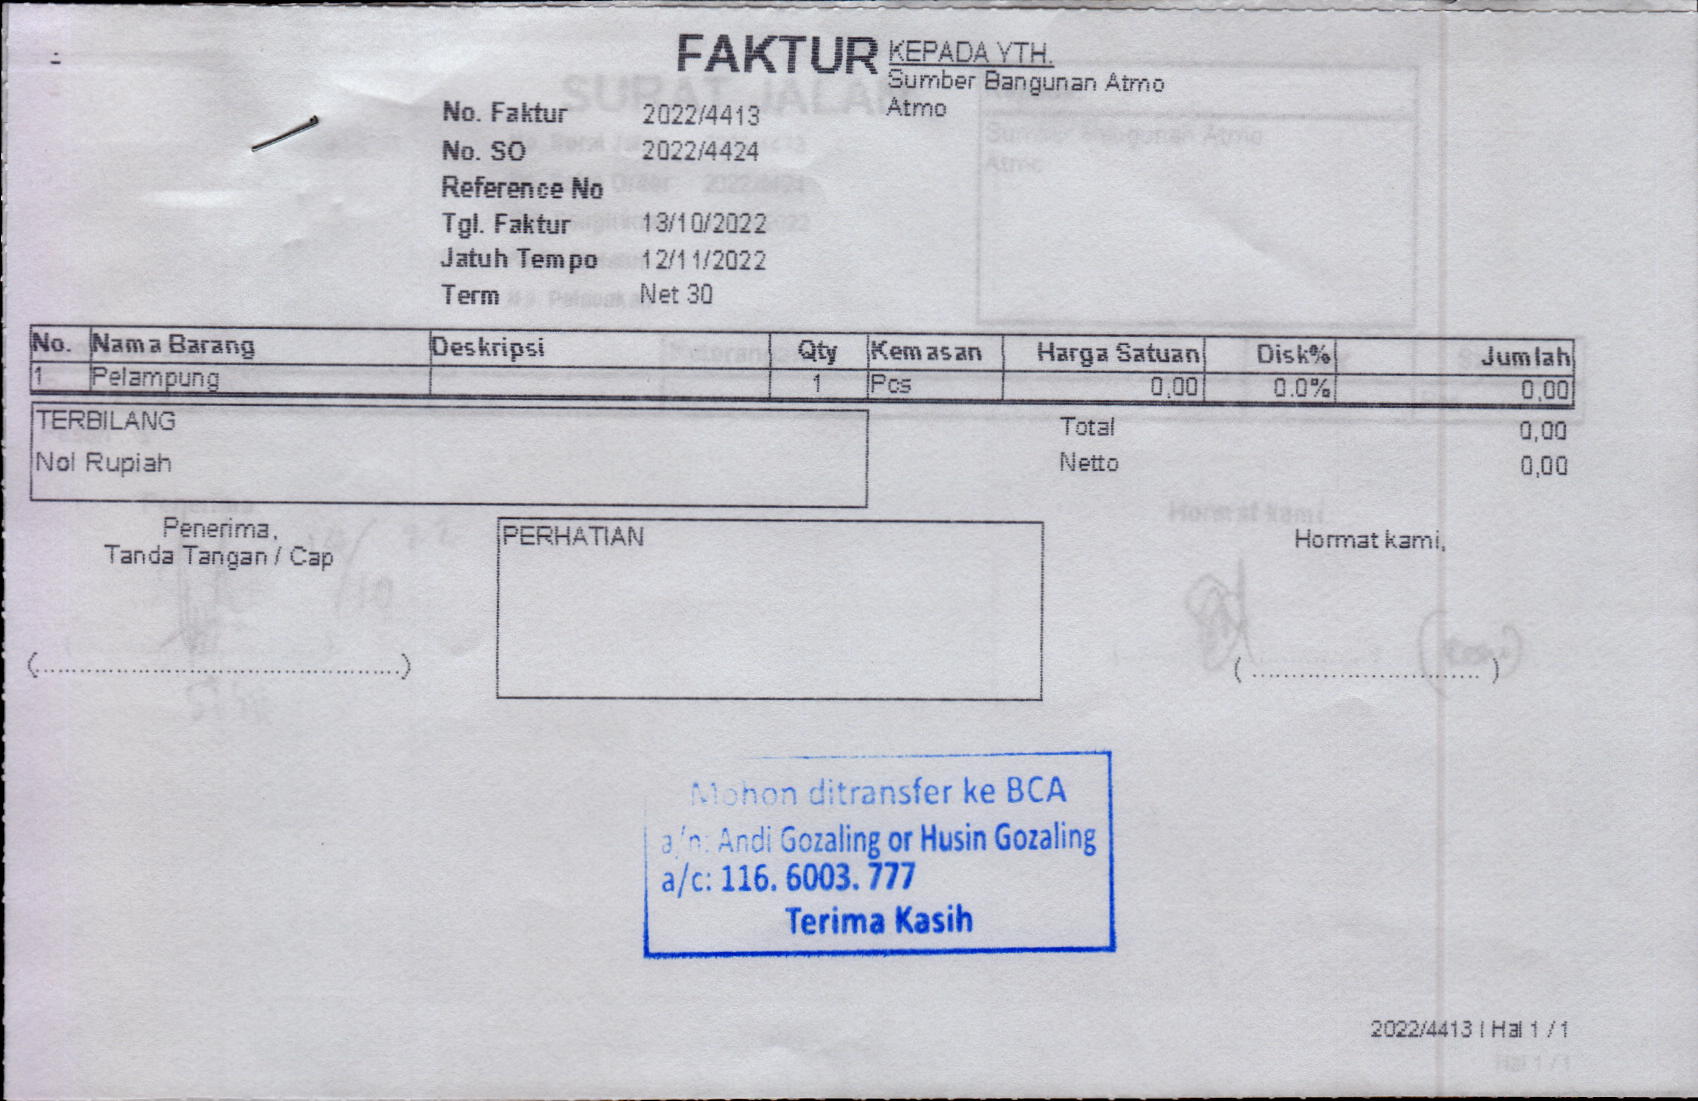 FAKTUR
KEPADA YTH.
Sumber Bangunan Atmo
Atmo
No. Faktur 2022/4413
No. SO 2022/4424
Reference No
Tgl. Faktur 13/10/2022
Jatuh Tempo 12/11/2022
Term Net 30
No. Nama Barang Deskripsi Qty Kemasan Harga Satuan Disk% Jumlah
1 Pelampung 1 Pcs 0,00 0.0% 0,00
TERBILANG
Nol Rupiah
Total 0,00
Netto 0,00
Penerima,
Tanda Tangan / Cap
PERHATIAN
Hormat kami,
(............................................................)
(.......................................)
Mohon ditransfer ke BCA
a/n: Andi Gozaling or Husin Gozaling
a/c: 116. 6003. 777
Terima Kasih
2022/4413 | Hal 1 / 1